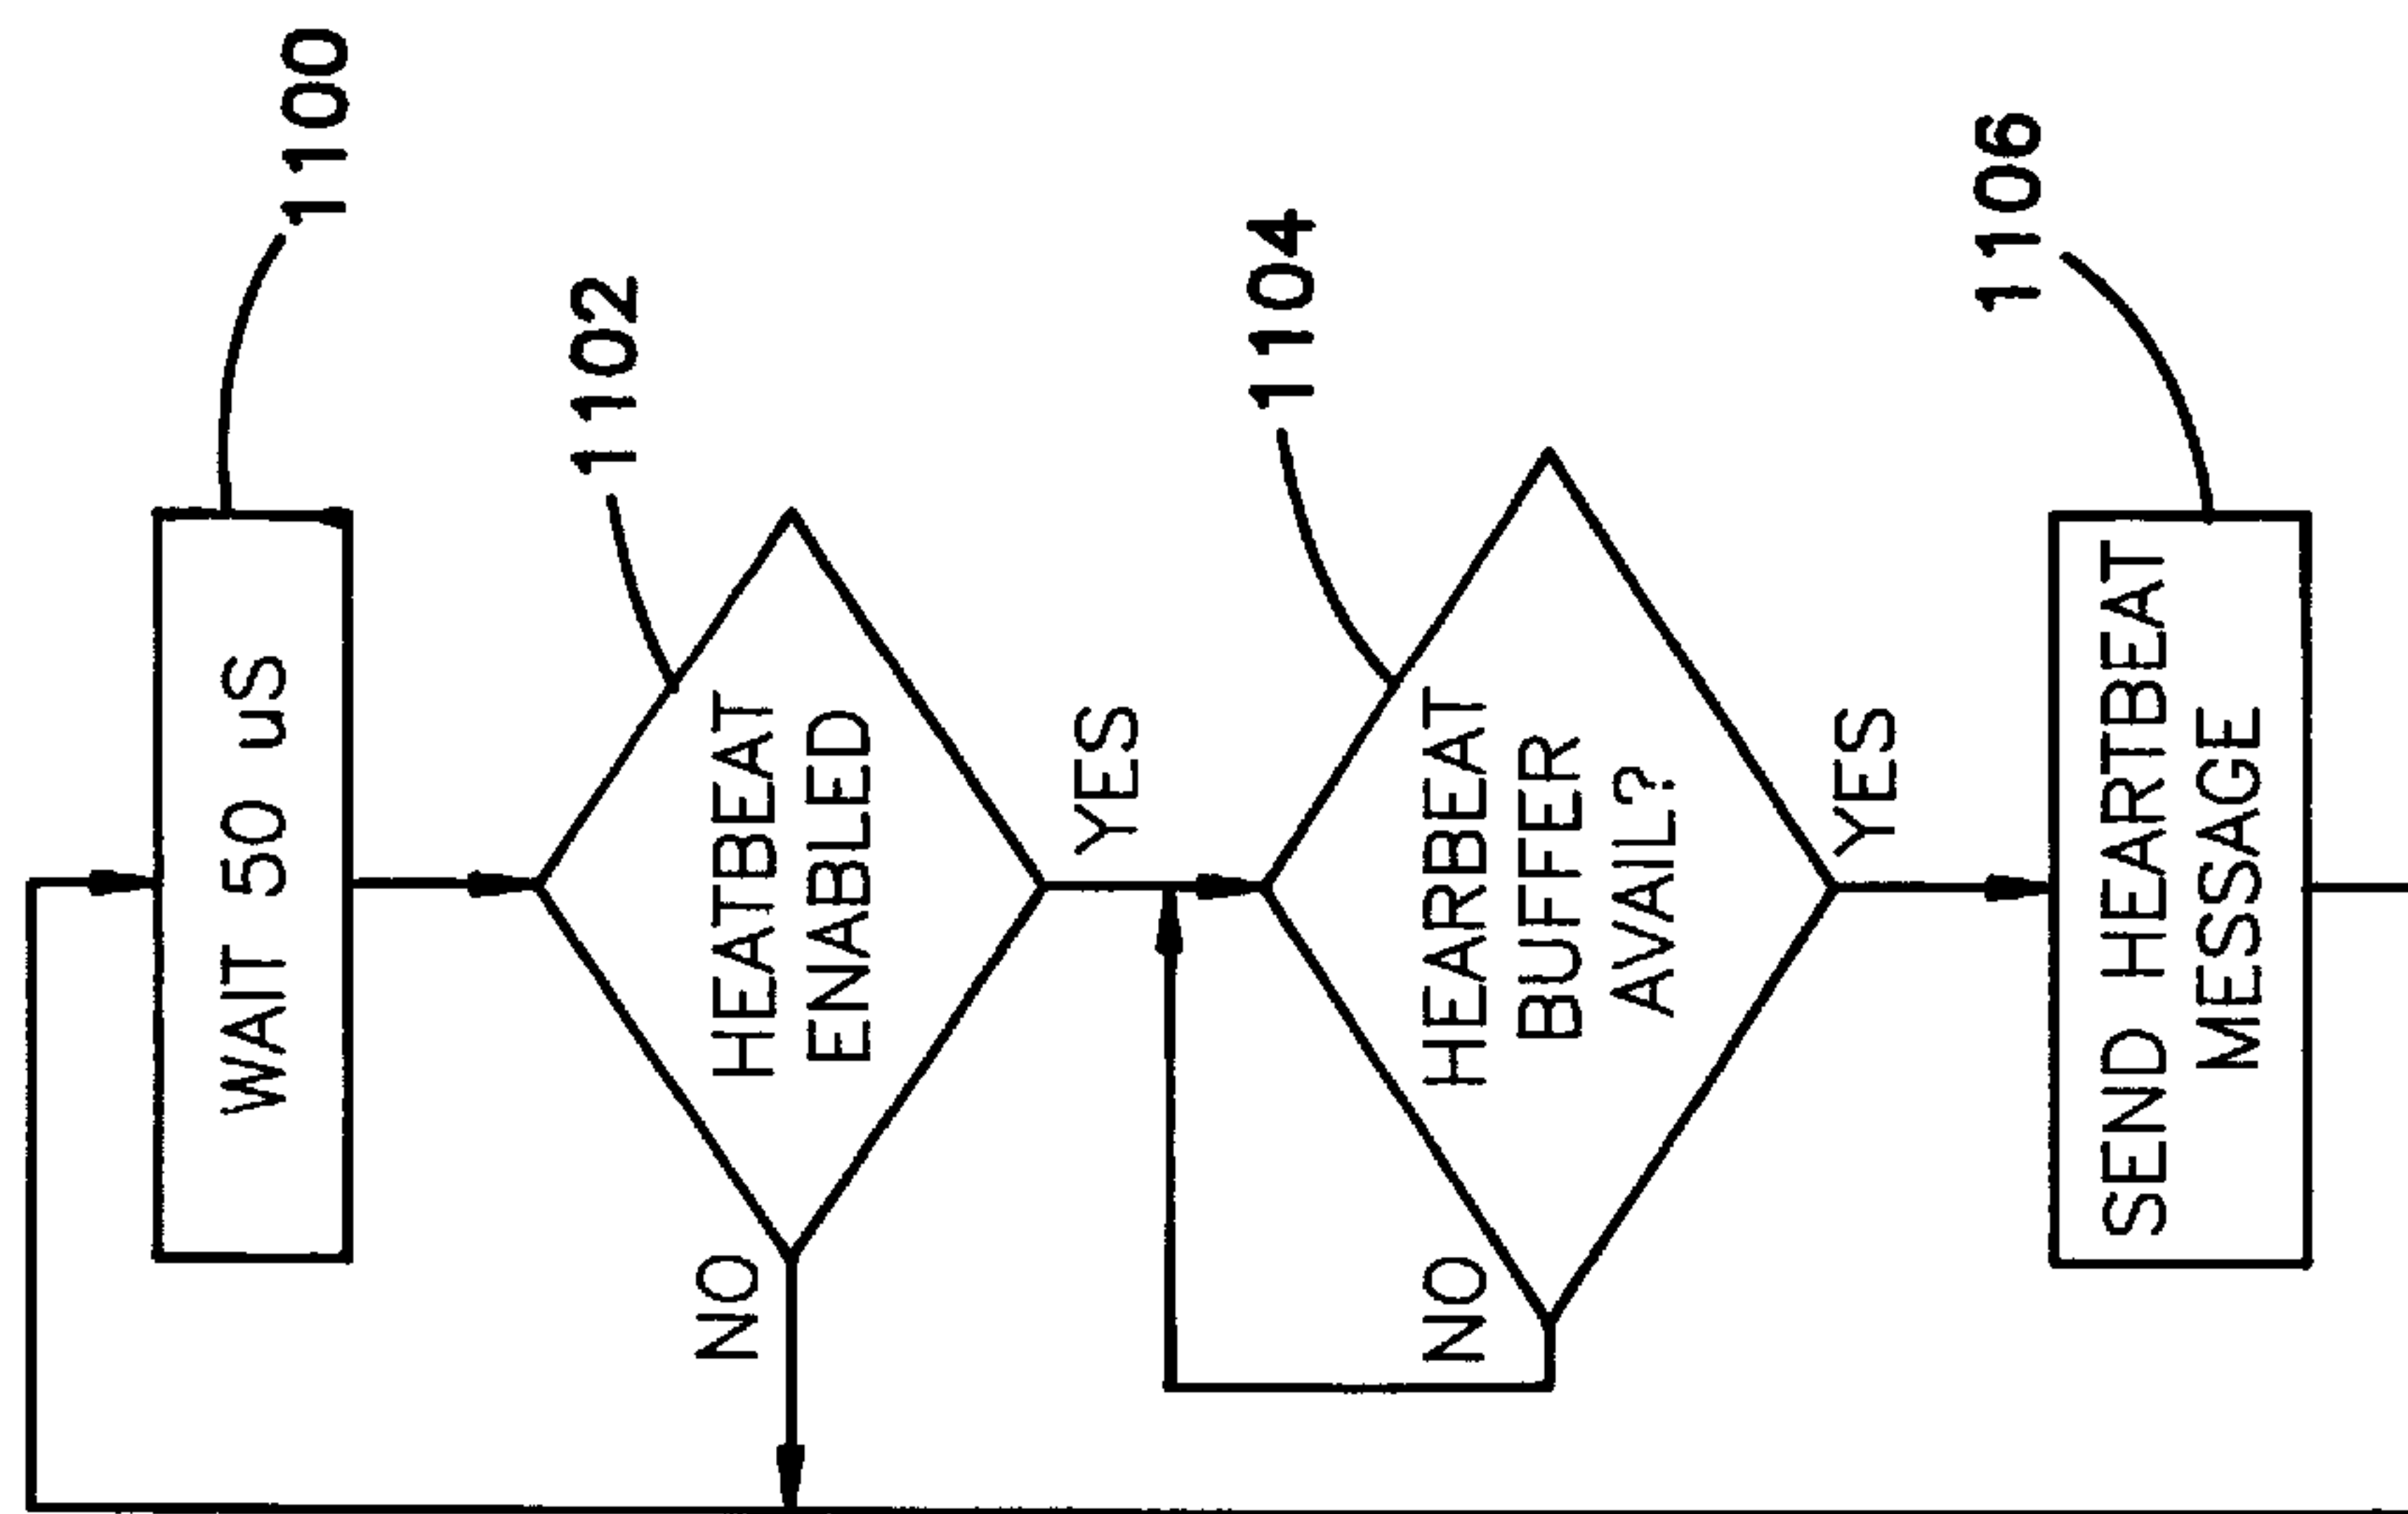 1100
WAIT 50 uS
1102
HEATBEAT
ENABLED
NO
YES
1104
HEARBEAT
BUFFER
AVAIL?
NO
YES
1106
SEND HEARTBEAT
MESSAGE